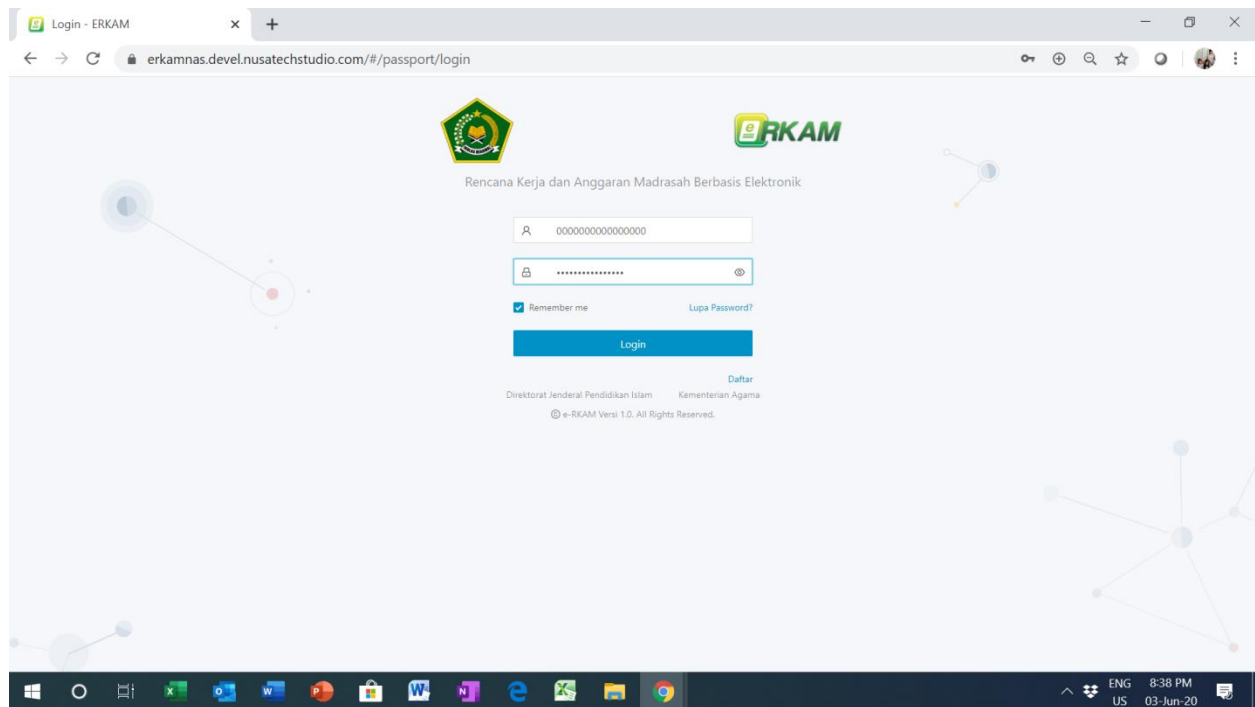 Login - ERKAM
erkamnas.devel.nusatechstudio.com/#/passport/login
eRKAM
Rencana Kerja dan Anggaran Madrasah Berbasis Elektronik
0000000000000000
••••••••••••••••
Remember me Lupa Password?
Login
Daftar
Direktorat Jenderal Pendidikan Islam Kementerian Agama
© e-RKAM Versi 1.0. All Rights Reserved.
ENG 8:38 PM
US 03-Jun-20